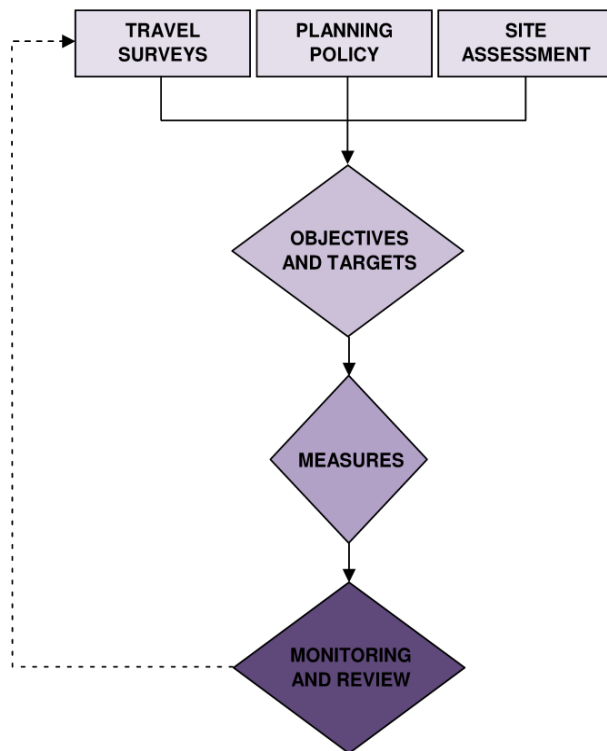 TRAVEL
SURVEYS
PLANNING
POLICY
SITE
ASSESSMENT
OBJECTIVES
AND TARGETS
MEASURES
MONITORING
AND REVIEW